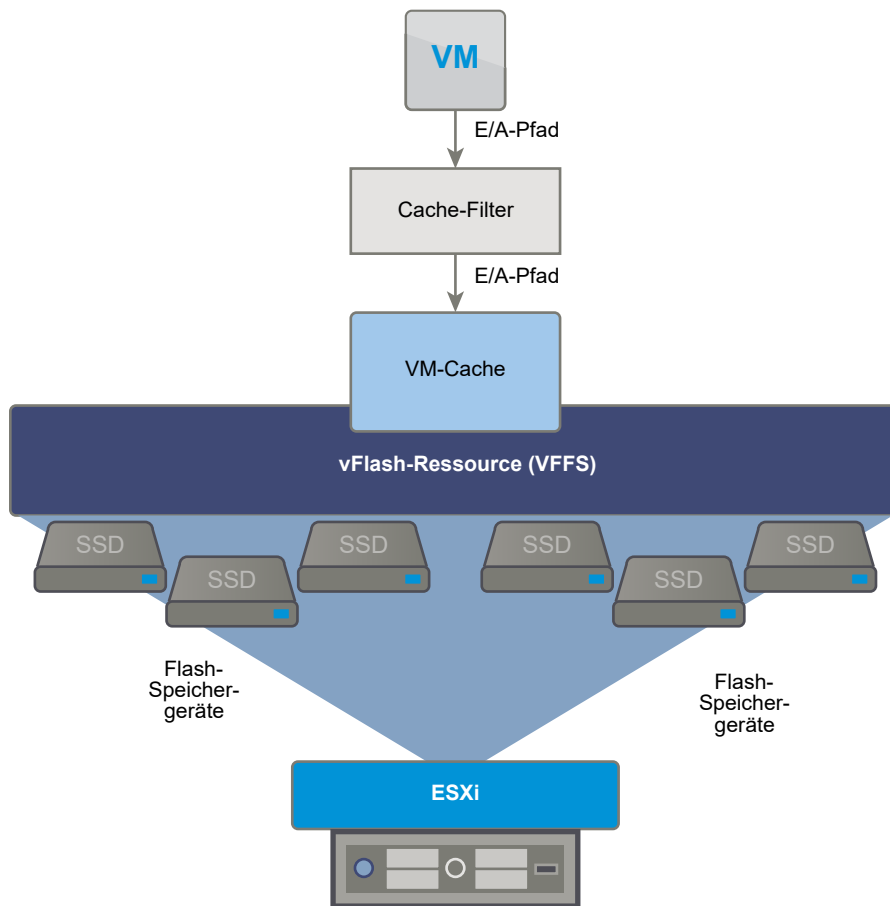 VM
E/A-Pfad
Cache-Filter
E/A-Pfad
VM-Cache
vFlash-Ressource (VFFS)
SSD
SSD
SSD
SSD
SSD
SSD
Flash-
Speicher-
geräte
Flash-
Speicher-
geräte
ESXi